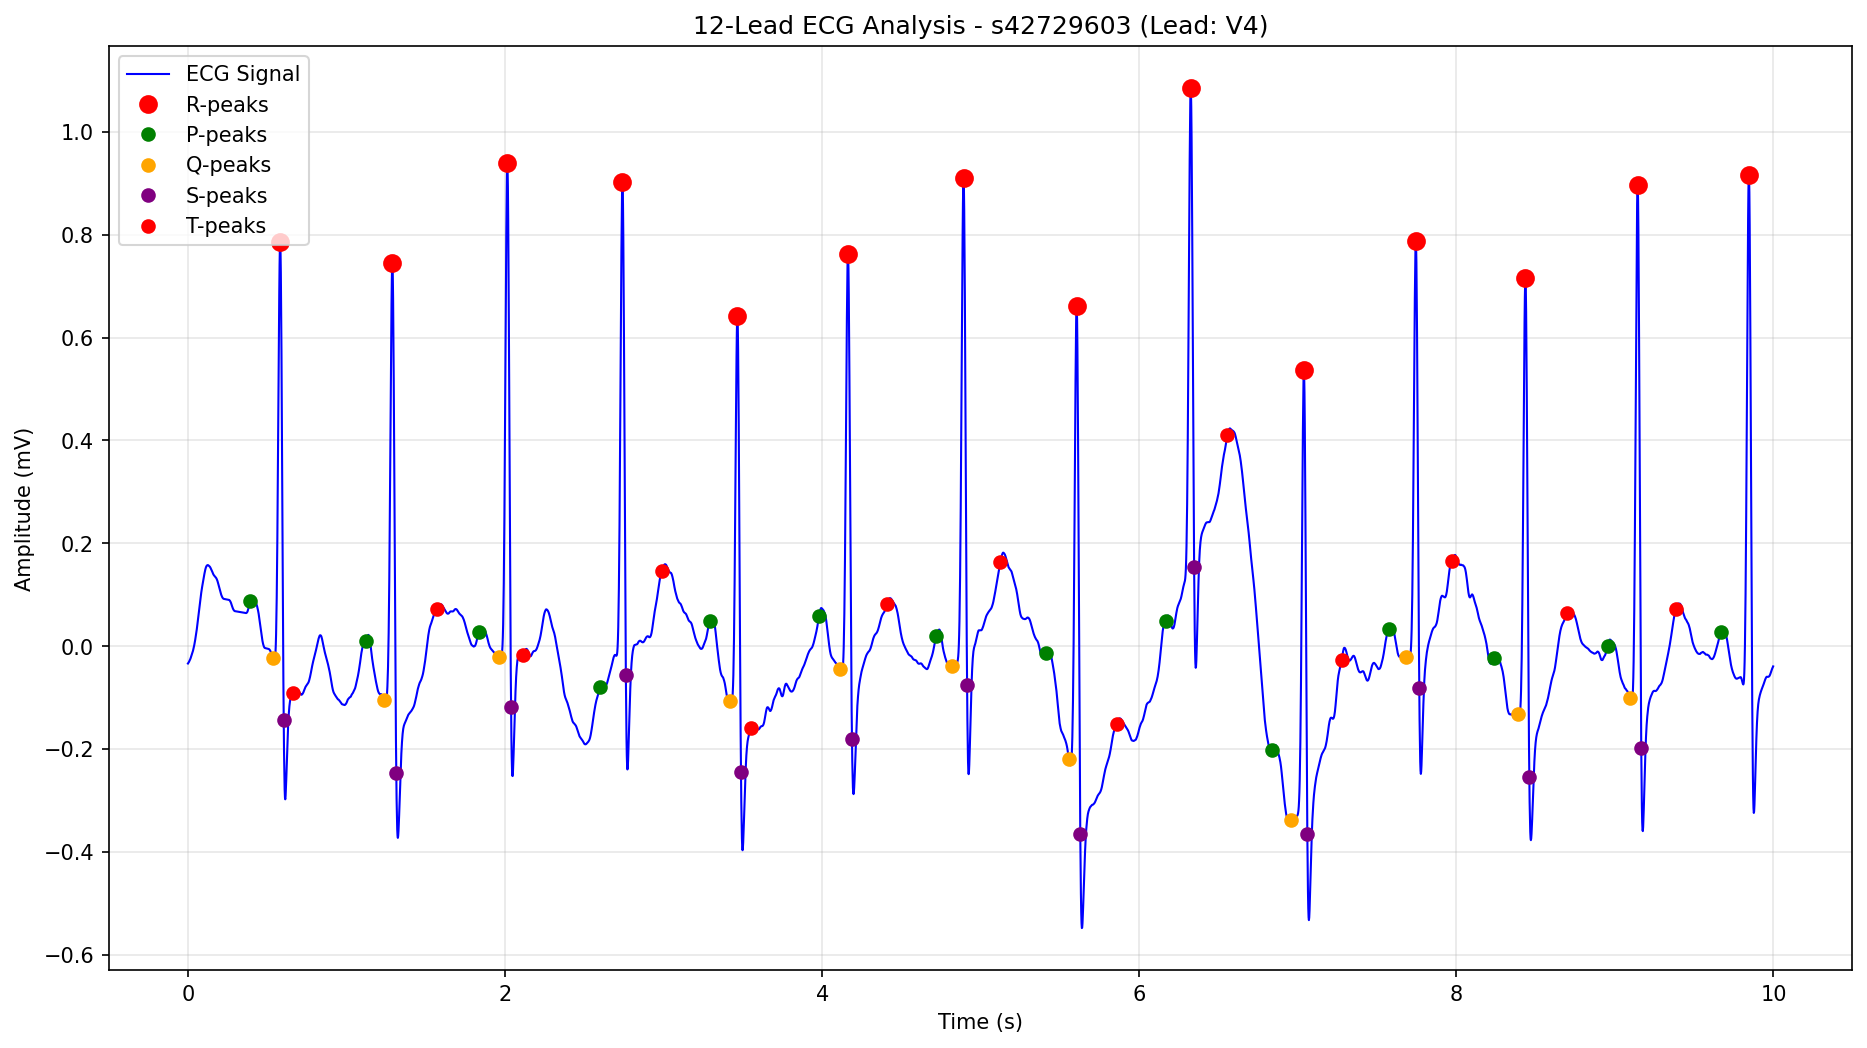 12-Lead ECG Analysis - s42729603 (Lead: V4)
ECG Signal
R-peaks
P-peaks
Q-peaks
S-peaks
T-peaks
Amplitude (mV)
1.0
0.8
0.6
0.4
0.2
0.0
−0.2
−0.4
−0.6
0 2 4 6 8 10
Time (s)